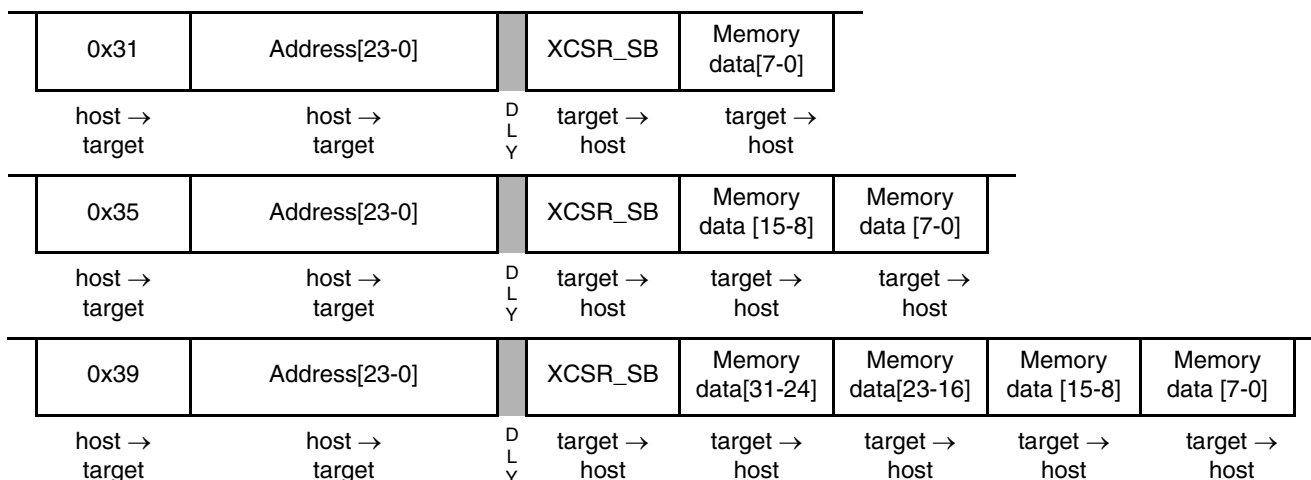 0x31 Address[23-0] XCSR_SB Memory data[7-0]
host → target host → target D L Y target → host target → host
0x35 Address[23-0] XCSR_SB Memory data [15-8] Memory data [7-0]
host → target host → target D L Y target → host target → host target → host
0x39 Address[23-0] XCSR_SB Memory data[31-24] Memory data[23-16] Memory data [15-8] Memory data [7-0]
host → target host → target D L Y target → host target → host target → host target → host target → host